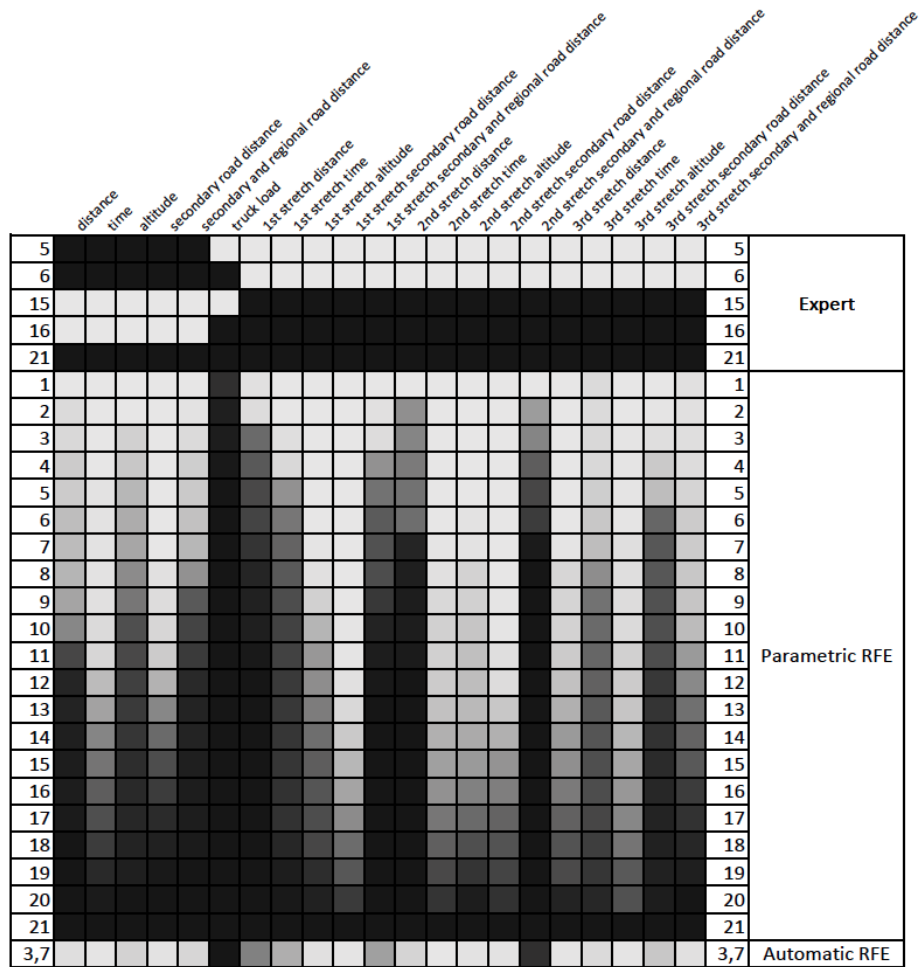 distance
time
altitude
secondary road distance
secondary and regional road distance
truck load
1st stretch distance
1st stretch time
1st stretch altitude
1st stretch secondary road distance
1st stretch secondary and regional road distance
2nd stretch distance
2nd stretch time
2nd stretch altitude
2nd stretch secondary road distance
2nd stretch secondary and regional road distance
3rd stretch distance
3rd stretch time
3rd stretch altitude
3rd stretch secondary road distance
3rd stretch secondary and regional road distance
5 5
6 6
15 15 Expert
16 16
21 21
1 1
2 2
3 3
4 4
5 5
6 6
7 7
8 8
9 9
10 10
11 11 Parametric RFE
12 12
13 13
14 14
15 15
16 16
17 17
18 18
19 19
20 20
21 21
3,7 3,7 Automatic RFE